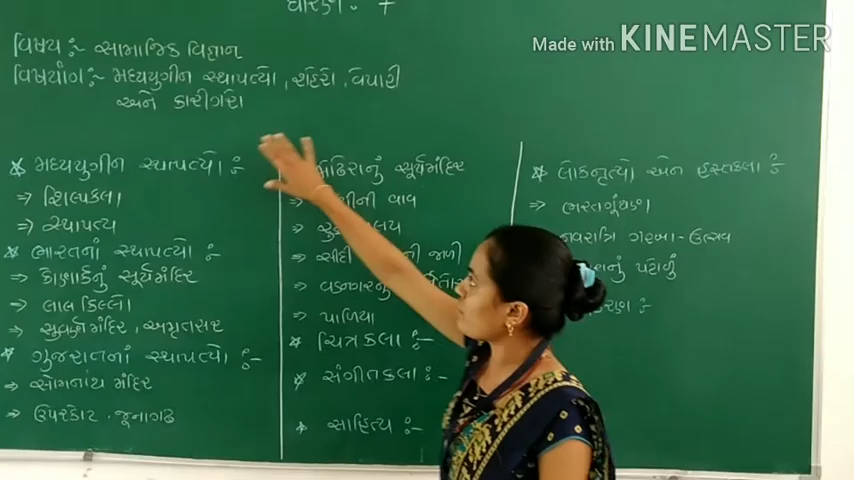 ધોરણ : 7
Made with KINEMASTER
વિષય :- સામાજિક વિજ્ઞાન
વિષયાંગ :- મધ્યયુગીન સ્થાપત્યો, શહેરો, વેપારી
અને કારીગરો
* મધ્યયુગીન સ્થાપત્યો :-
⇒ શિલ્પકલા
⇒ સ્થાપત્ય
* ભારતનાં સ્થાપત્યો :-
⇒ કોણાર્કનું સૂર્યમંદિર
⇒ લાલ કિલ્લો
⇒ સુવર્ણ મંદિર, અમૃતસર
* ગુજરાતનાં સ્થાપત્યો :-
⇒ સોમનાથ મંદિર
⇒ ઉપરકોટ, જૂનાગઢ
મોઢેરાનું સૂર્યમંદિર
⇒ વાવ
⇒
⇒ સીદી ની જાળી
⇒ વડનગરનું
⇒ પાળિયા
* ચિત્રકલા :-
* સંગીતકલા :-
* સાહિત્ય :-
* લોકનૃત્યો અને હસ્તકલા :-
⇒ ભરતગૂંથણ
નવરાત્રિ ગરબા - ઉત્સવ
પટોળું